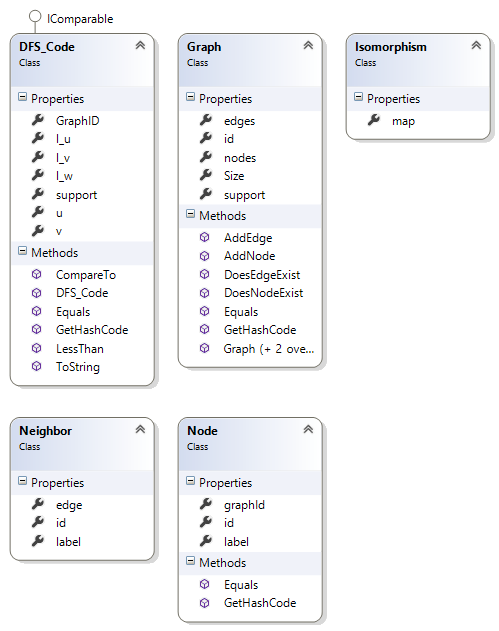 IComparable
DFS_Code
Class
Properties
GraphID
l_u
l_v
l_w
support
u
v
Methods
CompareTo
DFS_Code
Equals
GetHashCode
LessThan
ToString
Graph
Class
Properties
edges
id
nodes
Size
support
Methods
AddEdge
AddNode
DoesEdgeExist
DoesNodeExist
Equals
GetHashCode
Graph (+ 2 ove...
Isomorphism
Class
Properties
map
Neighbor
Class
Properties
edge
id
label
Node
Class
Properties
graphId
id
label
Methods
Equals
GetHashCode